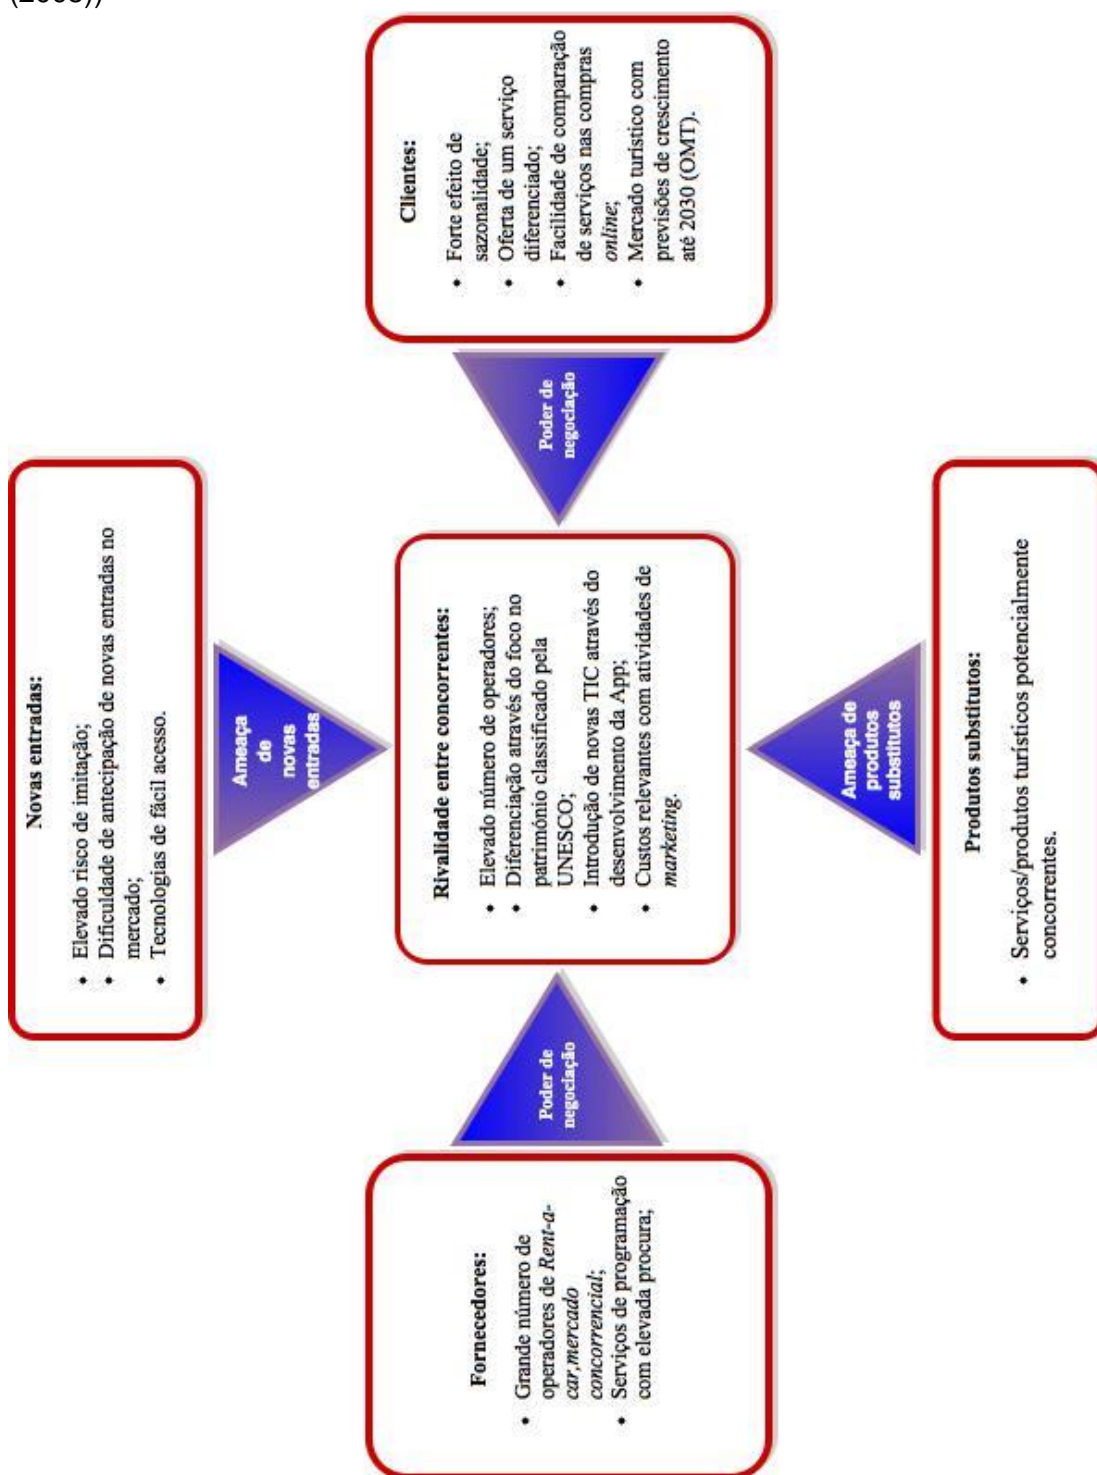 Novas entradas:
• Elevado risco de imitação;
• Dificuldade de antecipação de novas entradas no
mercado;
• Tecnologias de fácil acesso.
Ameaça
de
novas
entradas
Fornecedores:
• Grande número de
operadores de Rent-a-
car,mercado
concorrencial;
• Serviços de programação
com elevada procura;
Poder de
negociação
Rivalidade entre concorrentes:
• Elevado número de operadores;
• Diferenciação através do foco no
património classificado pela
UNESCO;
• Introdução de novas TIC através do
desenvolvimento da App;
• Custos relevantes com atividades de
marketing.
Poder de
negociação
Clientes:
• Forte efeito de
sazonalidade;
• Oferta de um serviço
diferenciado;
• Facilidade de comparação
de serviços nas compras
online;
• Mercado turístico com
previsões de crescimento
até 2030 (OMT).
Ameaça de
produtos
substitutos
Produtos substitutos:
• Serviços/produtos turísticos potencialmente
concorrentes.